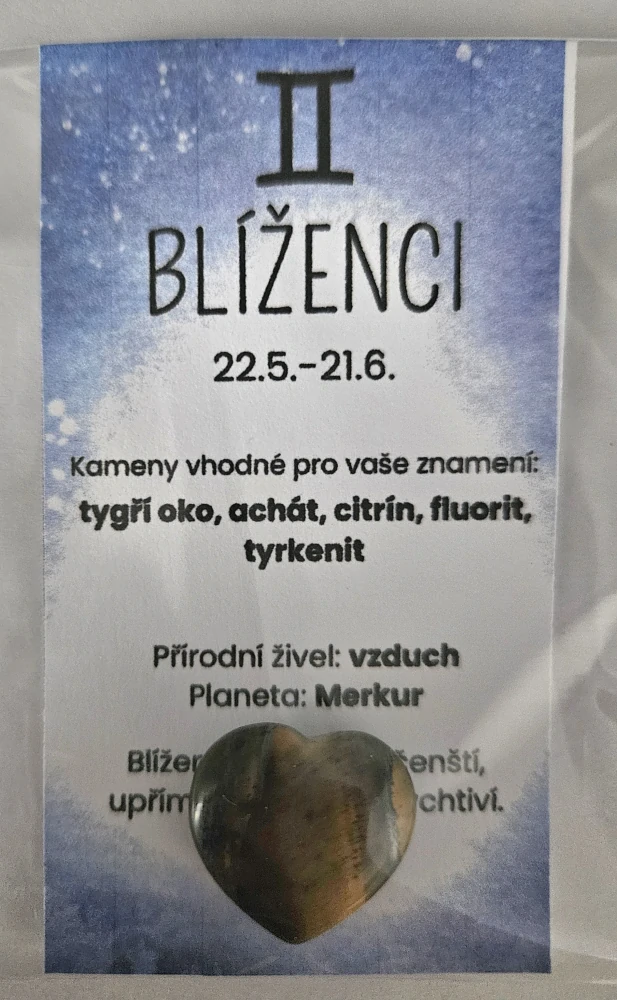 BLÍŽENCI
22.5.-21.6.
Kameny vhodné pro vaše znamení:
tygří oko, achát, citrín, fluorit,
tyrkenit
Přírodní živel: vzduch
Planeta: Merkur